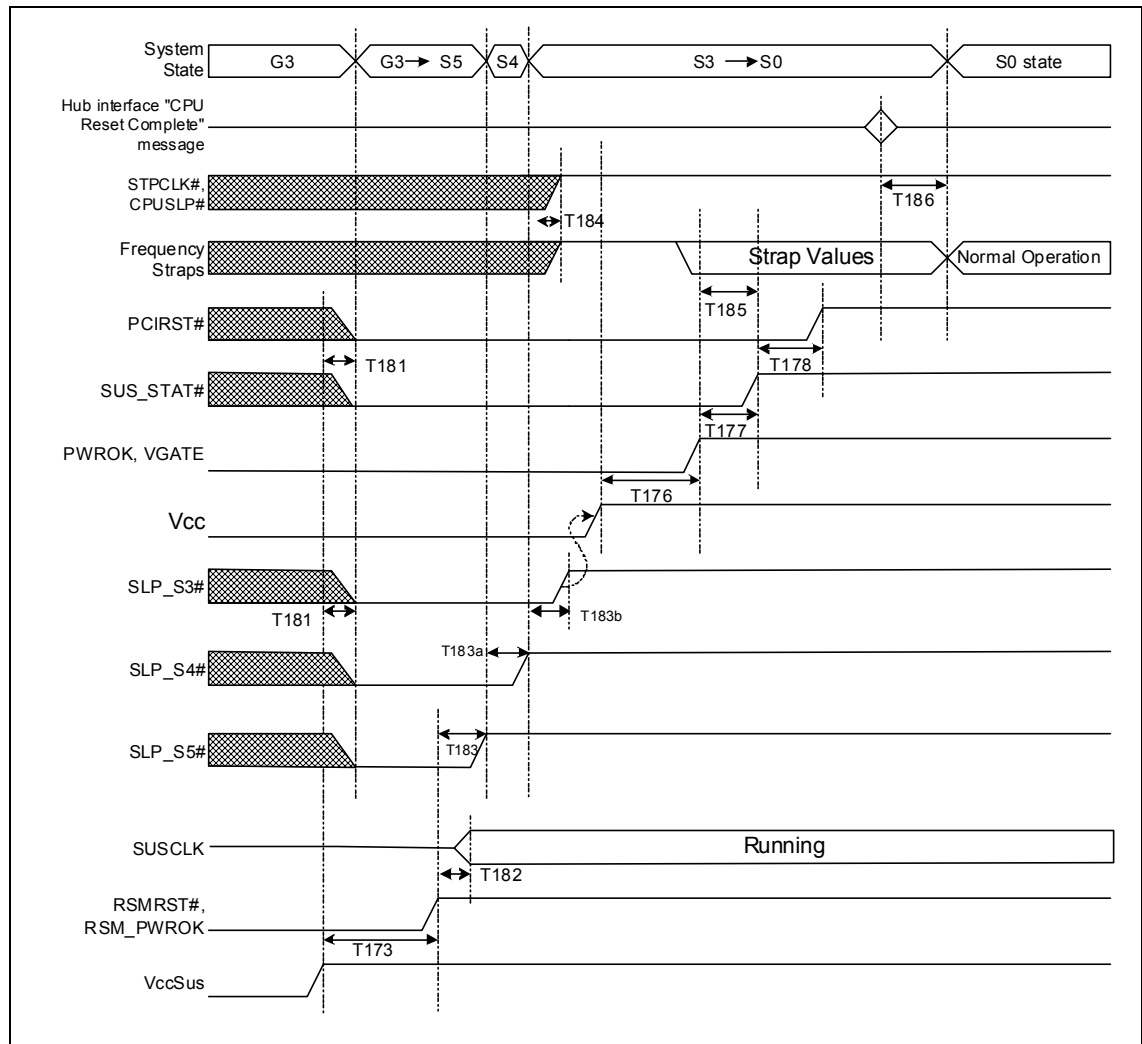 System
State
G3
G3 → S5
S4
S3 → S0
S0 state
Hub interface "CPU
Reset Complete"
message
STPCLK#,
CPUSLP#
T186
T184
Frequency
Straps
Strap Values
Normal Operation
T185
PCIRST#
T181
T178
SUS_STAT#
T177
PWROK, VGATE
T176
Vcc
SLP_S3#
T181
T183b
T183a
SLP_S4#
SLP_S5#
T183
SUSCLK
Running
T182
RSMRST#,
RSM_PWROK
T173
VccSus